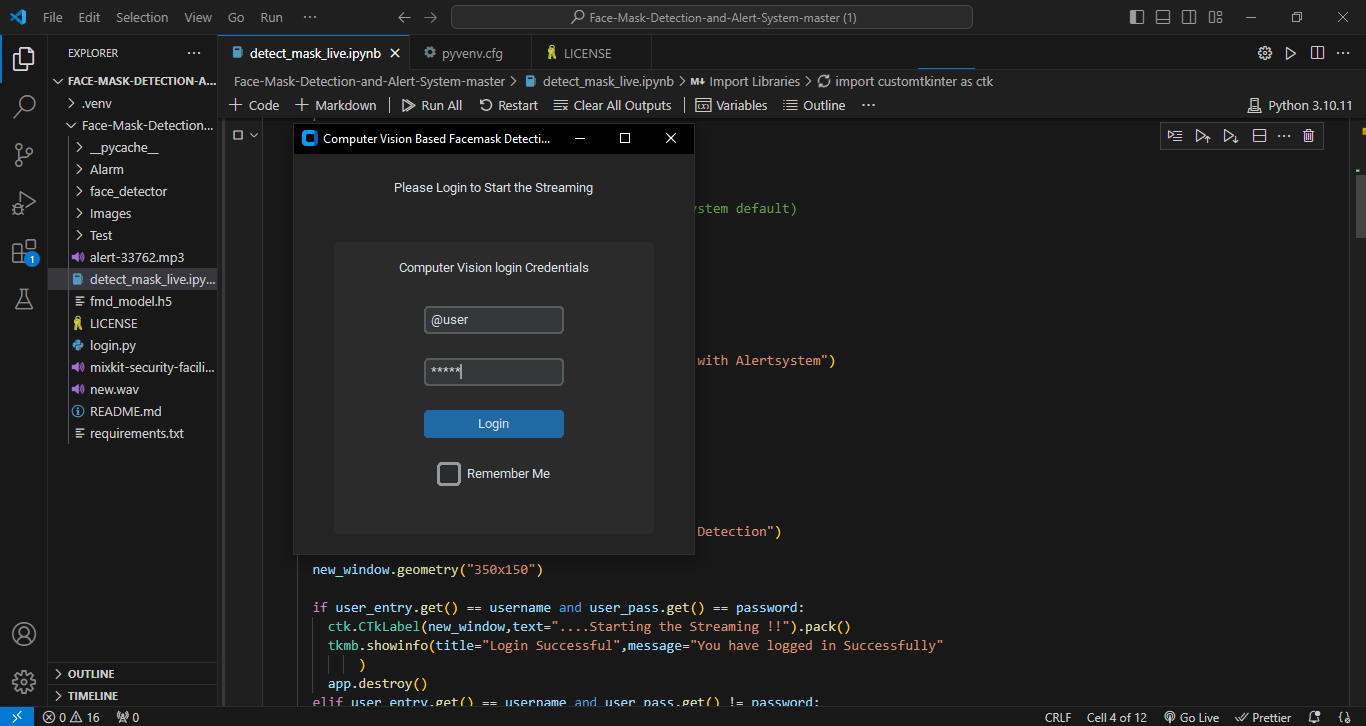 File Edit Selection View Go Run ··· Face-Mask-Detection-and-Alert-System-master (1)
EXPLORER ···
FACE-MASK-DETECTION-A...
.venv
Face-Mask-Detection...
__pycache__
Alarm
face_detector
Images
Test
alert-33762.mp3
detect_mask_live.ipy...
fmd_model.h5
LICENSE
login.py
mixkit-security-facili...
new.wav
README.md
requirements.txt
OUTLINE
TIMELINE
detect_mask_live.ipynb pyvenv.cfg LICENSE
Face-Mask-Detection-and-Alert-System-master > detect_mask_live.ipynb > M↓ Import Libraries > import customtkinter as ctk
+ Code + Markdown Run All Restart Clear All Outputs Variables Outline ··· Python 3.10.11
Computer Vision Based Facemask Detecti...
Please Login to Start the Streaming
Computer Vision login Credentials
@user
*****
Login
Remember Me
ystem default)
with Alertsystem")
Detection")
new_window.geometry("350x150")
if user_entry.get() == username and user_pass.get() == password:
ctk.CTkLabel(new_window,text="....Starting the Streaming !!").pack()
tkmb.showinfo(title="Login Successful",message="You have logged in Successfully"
)
app.destroy()
elif user_entry.get() == username and user_pass.get() != password:
1
0 16 0 CRLF Cell 4 of 12 Go Live Prettier